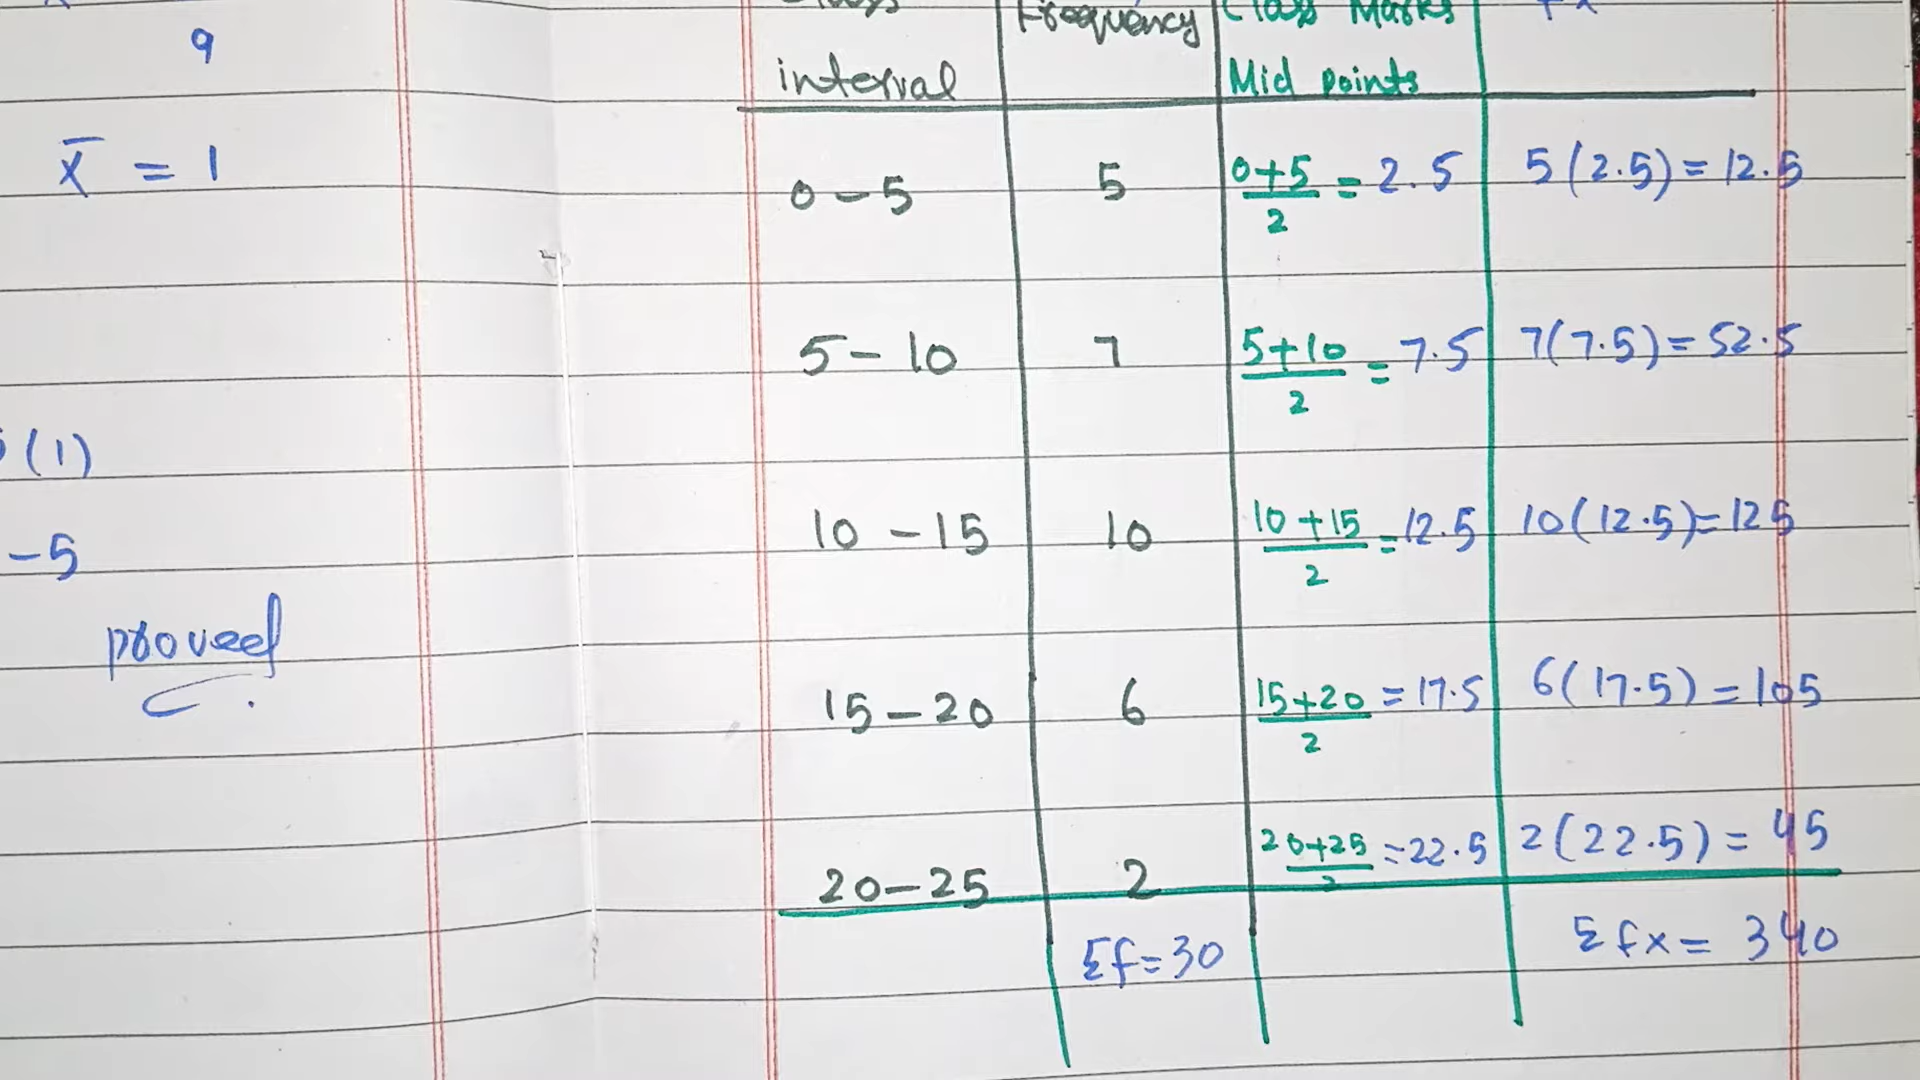 9
x̄ = 1
(1)
-5
prooved
interval
Frequency
Class Marks
Mid points
0-5 5 0+5/2 = 2.5 5(2.5)= 12.5
5-10 7 5+10/2 = 7.5 7(7.5)= 52.5
10-15 10 10+15/2 = 12.5 10(12.5)= 125
15-20 6 15+20/2 = 17.5 6(17.5)= 105
20-25 2 20+25/2 = 22.5 2(22.5)= 45
Σf=30 Σfx= 340